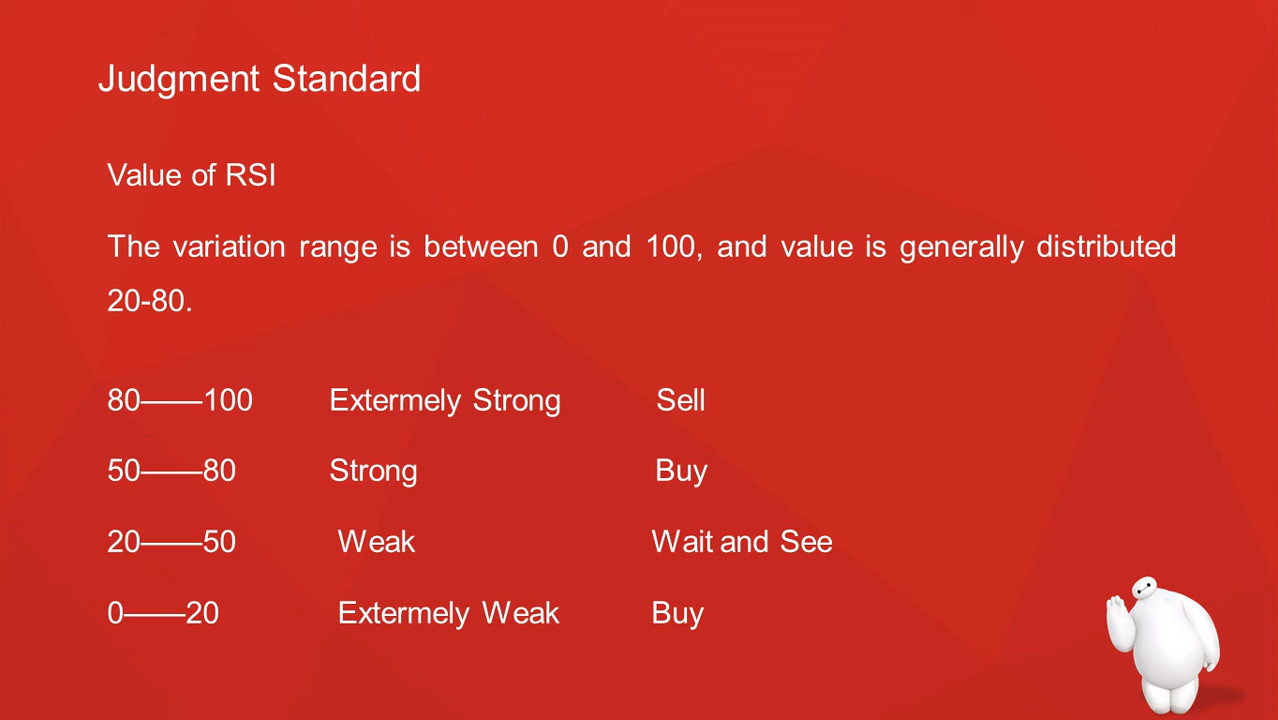 Judgment Standard
Value of RSI
The variation range is between 0 and 100, and value is generally distributed
20-80.
80——100 Extermely Strong Sell
50——80 Strong Buy
20——50 Weak Wait and See
0——20 Extermely Weak Buy